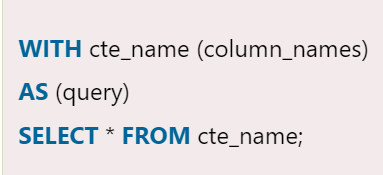 WITH cte_name (column_names)
AS (query)
SELECT * FROM cte_name;